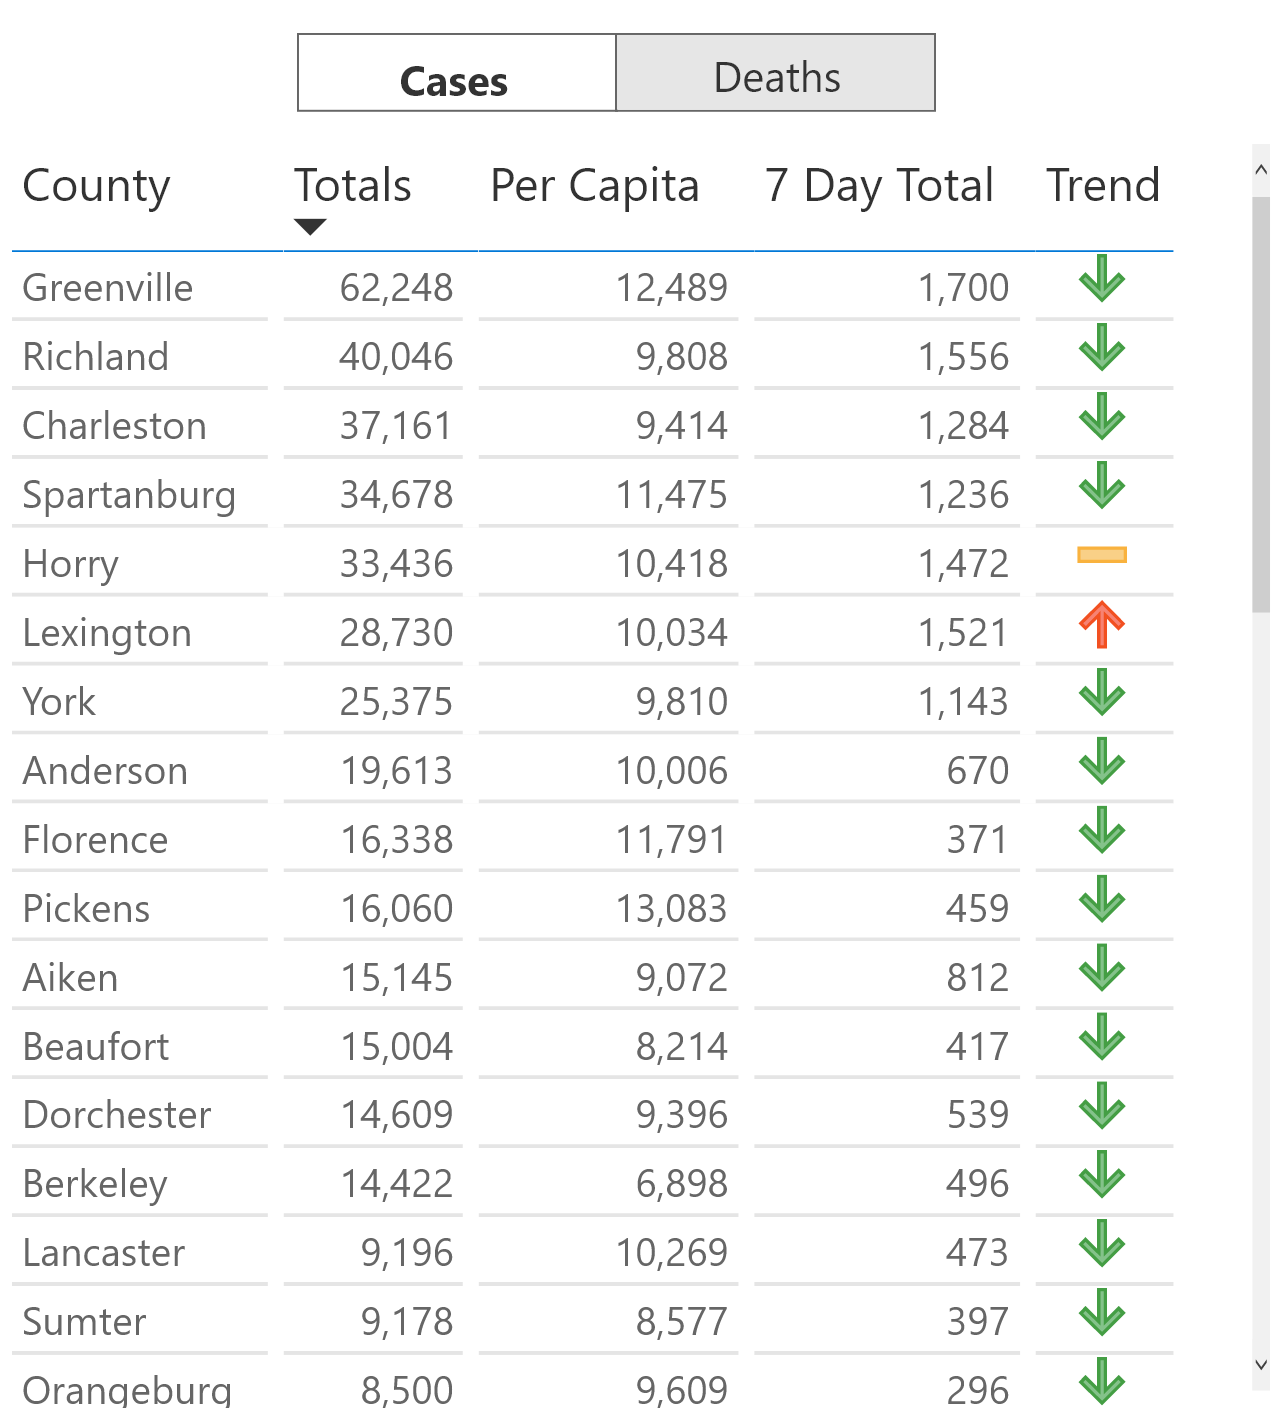 Cases Deaths
County Totals Per Capita 7 Day Total Trend
Greenville 62,248 12,489 1,700
Richland 40,046 9,808 1,556
Charleston 37,161 9,414 1,284
Spartanburg 34,678 11,475 1,236
Horry 33,436 10,418 1,472
Lexington 28,730 10,034 1,521
York 25,375 9,810 1,143
Anderson 19,613 10,006 670
Florence 16,338 11,791 371
Pickens 16,060 13,083 459
Aiken 15,145 9,072 812
Beaufort 15,004 8,214 417
Dorchester 14,609 9,396 539
Berkeley 14,422 6,898 496
Lancaster 9,196 10,269 473
Sumter 9,178 8,577 397
Orangeburg 8,500 9,609 296